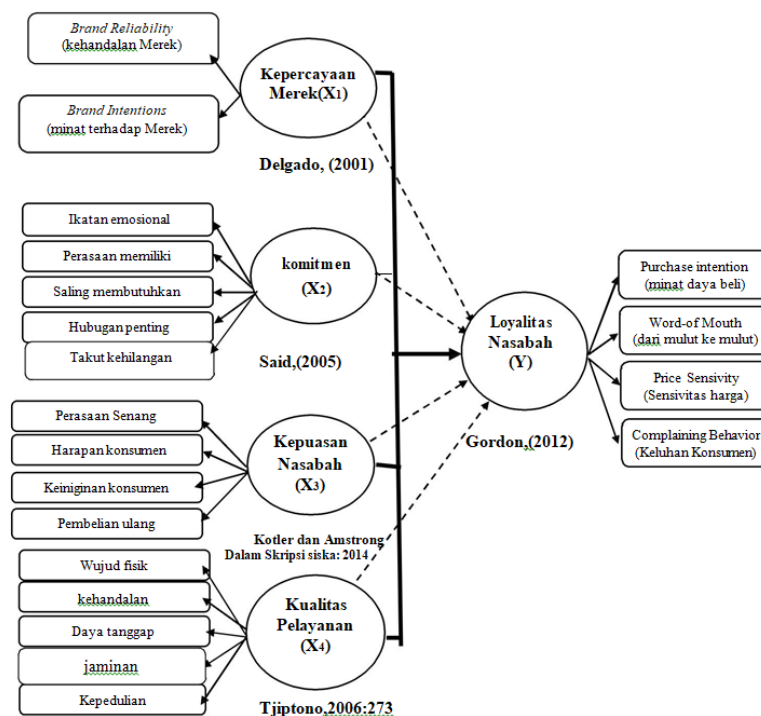 Brand Reliability
(kehandalan Merek)
Brand Intentions
(minat terhadap Merek)
Kepercayaan
Merek(X1)
Delgado, (2001)
Ikatan emosional
Perasaan memiliki
Saling membutuhkan
Hubugan penting
Takut kehilangan
komitmen
(X2)
Said,(2005)
Perasaan Senang
Harapan konsumen
Keiniginan konsumen
Pembelian ulang
Kepuasan
Nasabah
(X3)
Kotler dan Amstrong
Dalam Skripsi siska: 2014
Wujud fisik
kehandalan
Daya tanggap
jaminan
Kepedulian
Kualitas
Pelayanan
(X4)
Tjiptono,2006:273
Loyalitas
Nasabah
(Y)
Gordon,(2012)
Purchase intention
(minat daya beli)
Word-of Mouth
(dari mulut ke mulut)
Price Sensivity
(Sensivitas harga)
Complaining Behavior
(Keluhan Konsumen)